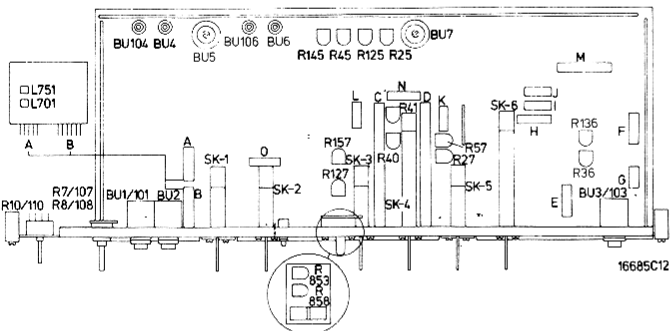 BU104 BU4 BU5 BU106 BU6 BU7
R145 R45 R125 R25
M
L751
L701
A B
L C N R41 D K
SK-6
J
I
H
R136
F
A
SK-1
O
R157
SK-3
R40
R57
R27
R36
G
R127
SK-2
SK-4
SK-5
E
BU3/103
R7/107
R8/108
R10/110
BU1/101 BU2 B
16685C12
R
853
R
858